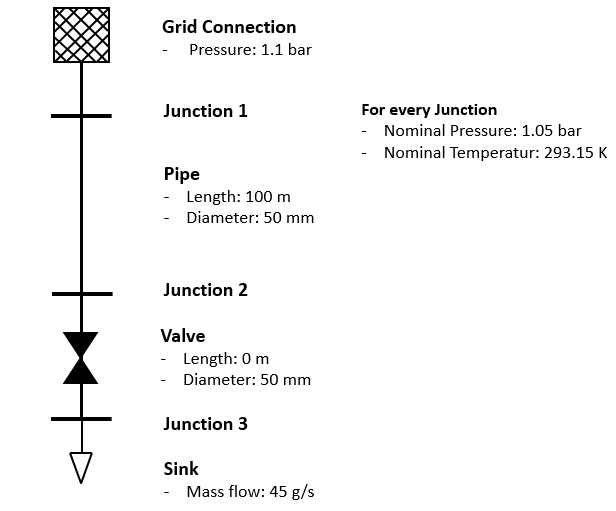 Grid Connection
- Pressure: 1.1 bar
Junction 1
For every Junction
- Nominal Pressure: 1.05 bar
- Nominal Temperatur: 293.15 K
Pipe
- Length: 100 m
- Diameter: 50 mm
Junction 2
Valve
- Length: 0 m
- Diameter: 50 mm
Junction 3
Sink
- Mass flow: 45 g/s